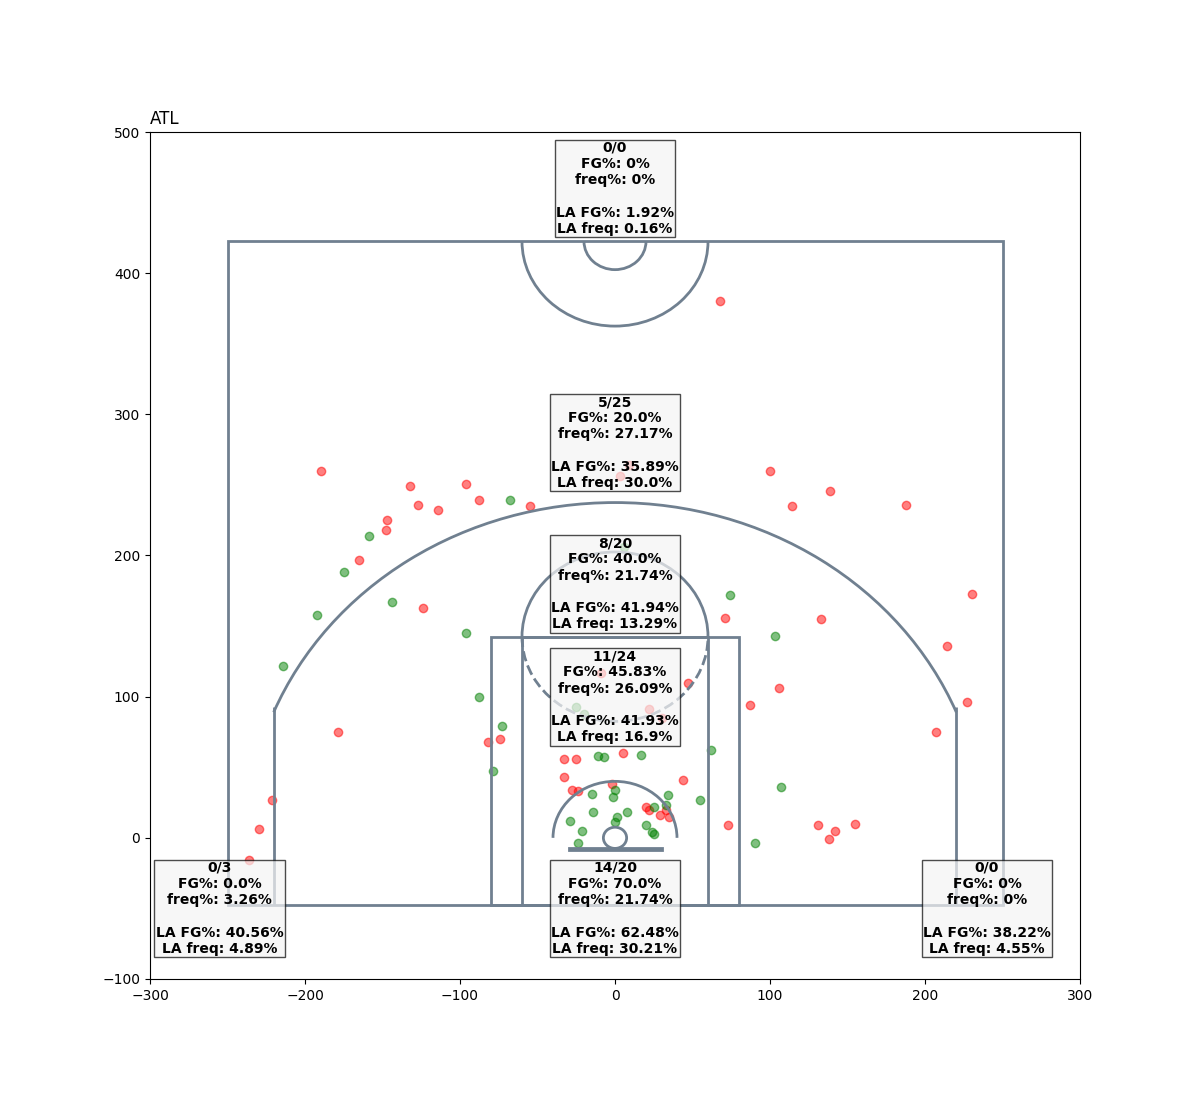 ATL
500
400
300
200
100
0
−100
−300
−200
−100
0
100
200
300
0/0
FG%: 0%
freq%: 0%
LA FG%: 1.92%
LA freq: 0.16%
5/25
FG%: 20.0%
freq%: 27.17%
LA FG%: 35.89%
LA freq: 30.0%
8/20
FG%: 40.0%
freq%: 21.74%
LA FG%: 41.94%
LA freq: 13.29%
11/24
FG%: 45.83%
freq%: 26.09%
LA FG%: 41.93%
LA freq: 16.9%
0/3
FG%: 0.0%
freq%: 3.26%
LA FG%: 40.56%
LA freq: 4.89%
14/20
FG%: 70.0%
freq%: 21.74%
LA FG%: 62.48%
LA freq: 30.21%
0/0
FG%: 0%
freq%: 0%
LA FG%: 38.22%
LA freq: 4.55%